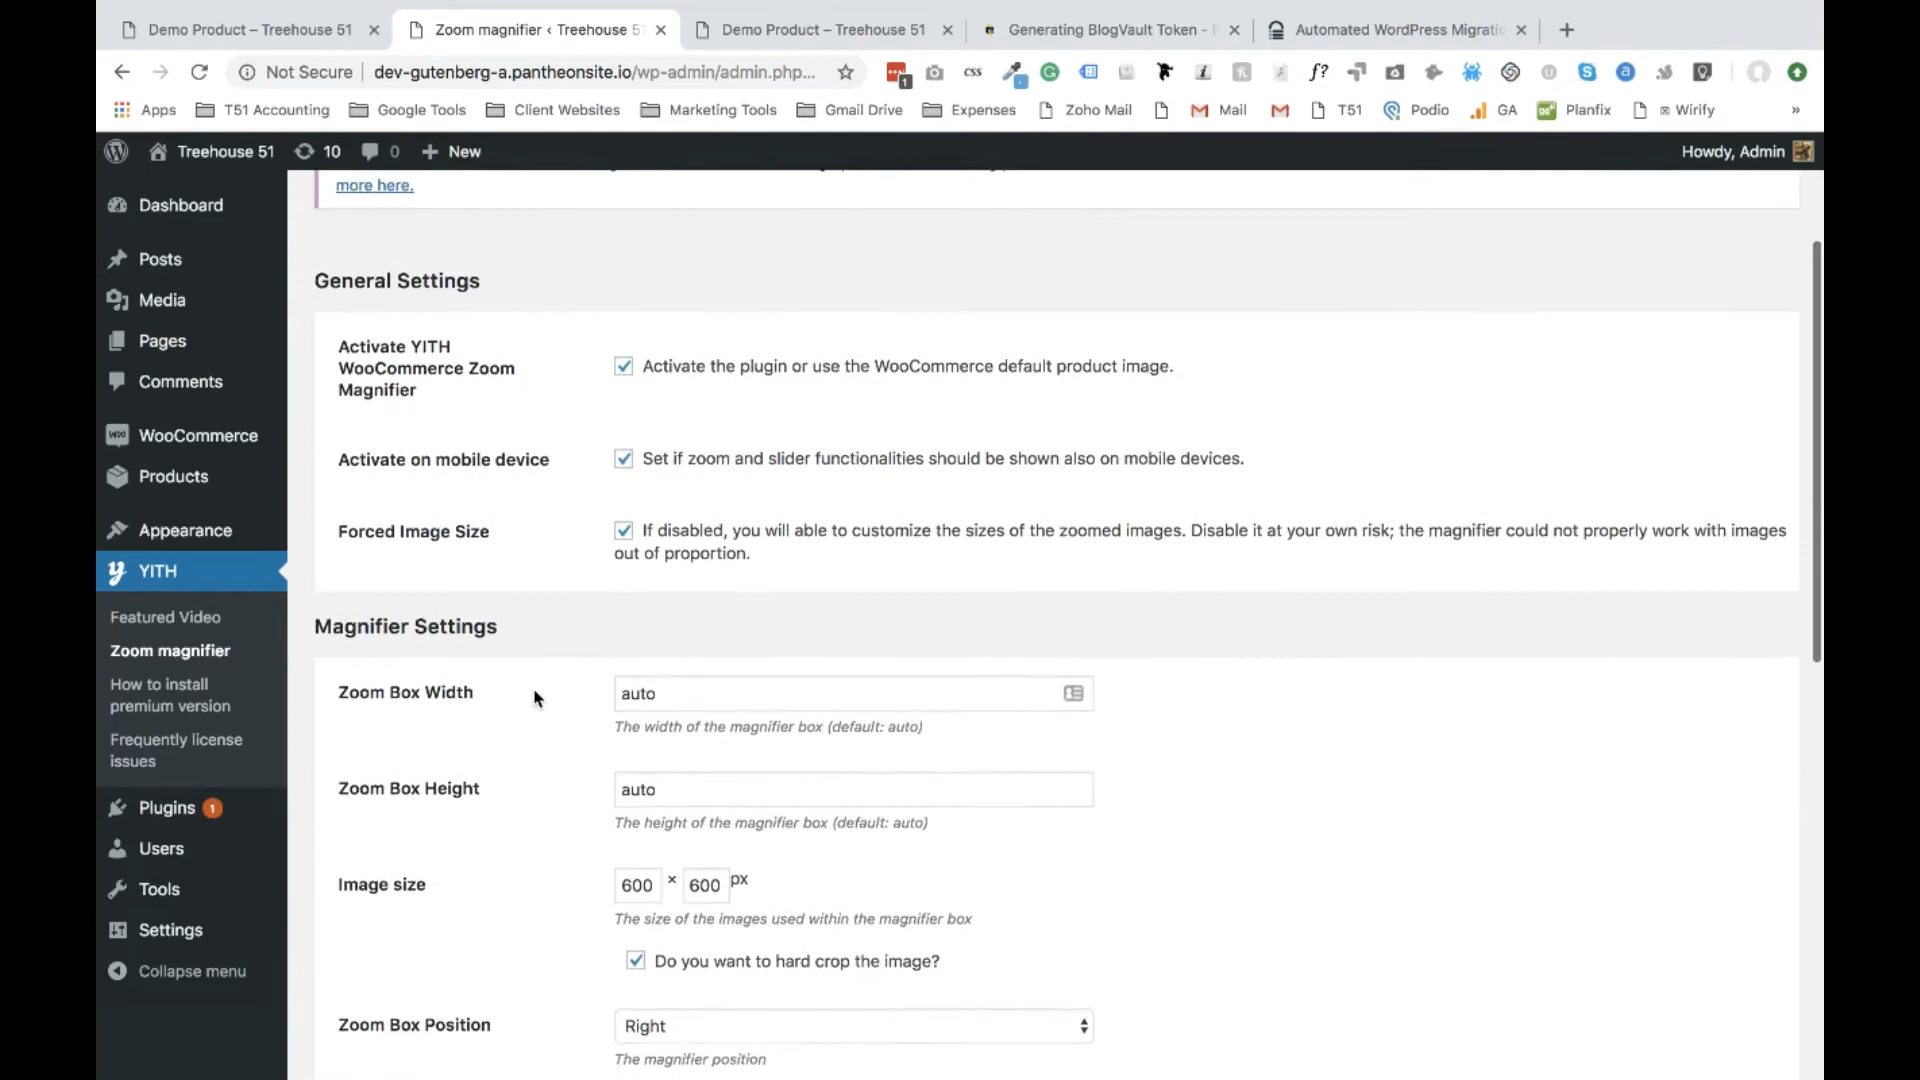 Demo Product – Treehouse 51
Zoom magnifier ‹ Treehouse 51
Demo Product – Treehouse 51
Generating BlogVault Token -
Automated WordPress Migratio
Not Secure
dev-gutenberg-a.pantheonsite.io/wp-admin/admin.php...
1
css
f?
Apps
T51 Accounting
Google Tools
Client Websites
Marketing Tools
Gmail Drive
Expenses
Zoho Mail
Mail
T51
Podio
GA
Planfix
Wirify
»
Treehouse 51
10
0
New
Howdy, Admin
Dashboard
Posts
Media
Pages
Comments
WooCommerce
Products
Appearance
YITH
Featured Video
Zoom magnifier
How to install
premium version
Frequently license
issues
Plugins 1
Users
Tools
Settings
Collapse menu
more here.
General Settings
Activate YITH
WooCommerce Zoom
Magnifier
Activate the plugin or use the WooCommerce default product image.
Activate on mobile device
Set if zoom and slider functionalities should be shown also on mobile devices.
Forced Image Size
If disabled, you will able to customize the sizes of the zoomed images. Disable it at your own risk; the magnifier could not properly work with images
out of proportion.
Magnifier Settings
Zoom Box Width
auto
The width of the magnifier box (default: auto)
Zoom Box Height
auto
The height of the magnifier box (default: auto)
Image size
600 × 600 px
The size of the images used within the magnifier box
Do you want to hard crop the image?
Zoom Box Position
Right
The magnifier position